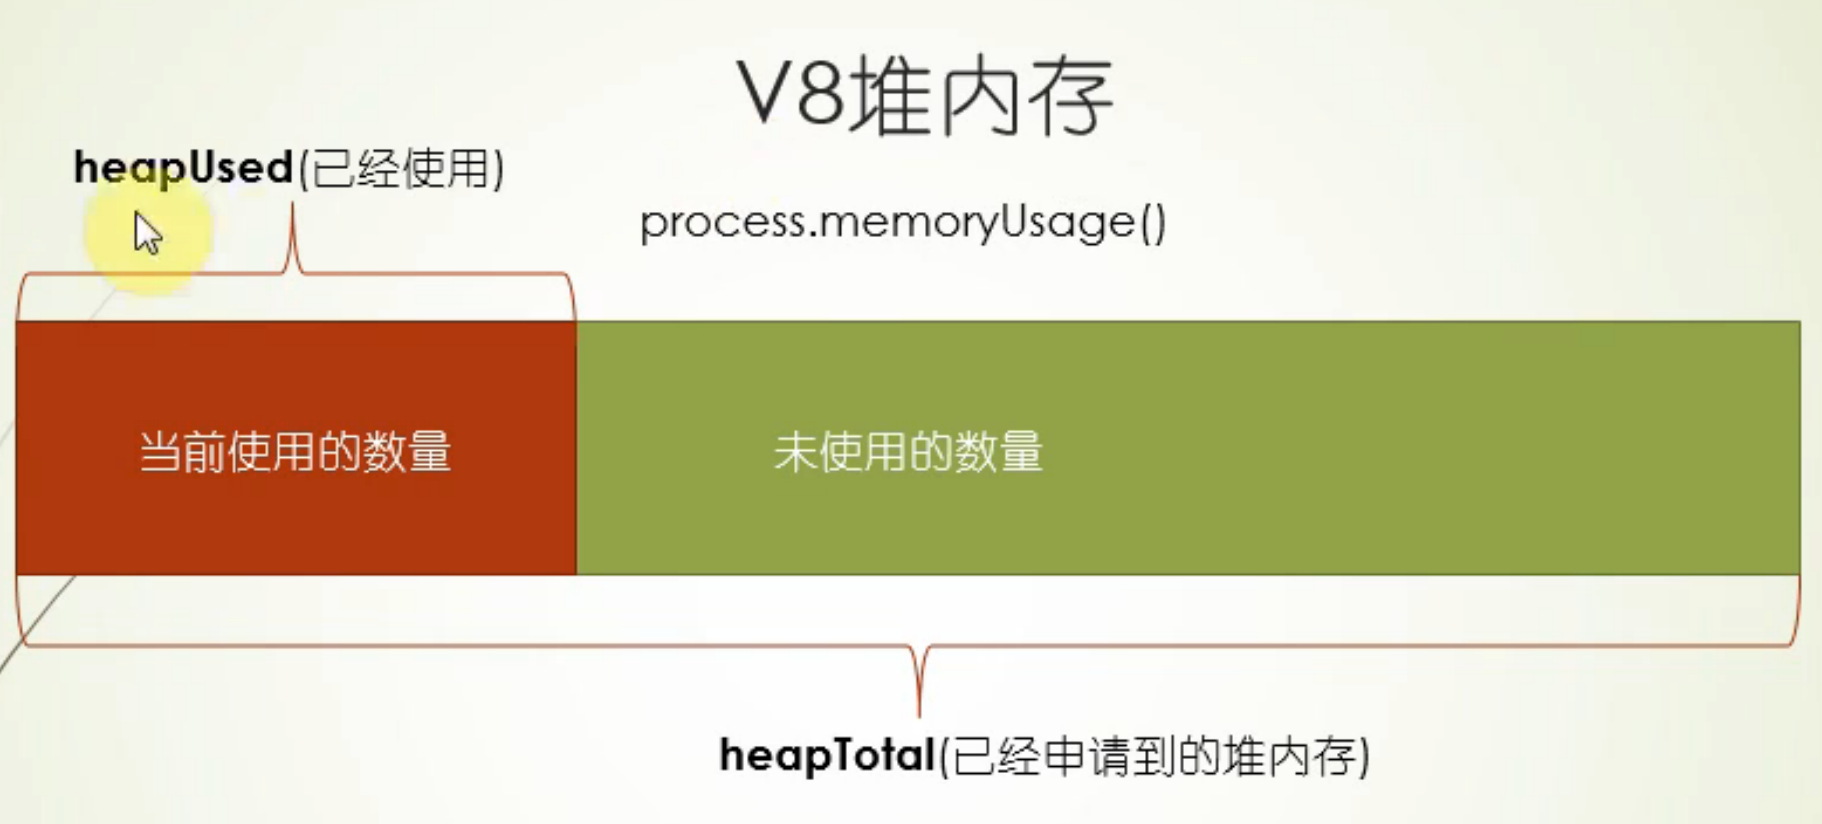 V8堆内存
heapUsed(已经使用)
process.memoryUsage()
当前使用的数量
未使用的数量
heapTotal(已经申请到的堆内存)